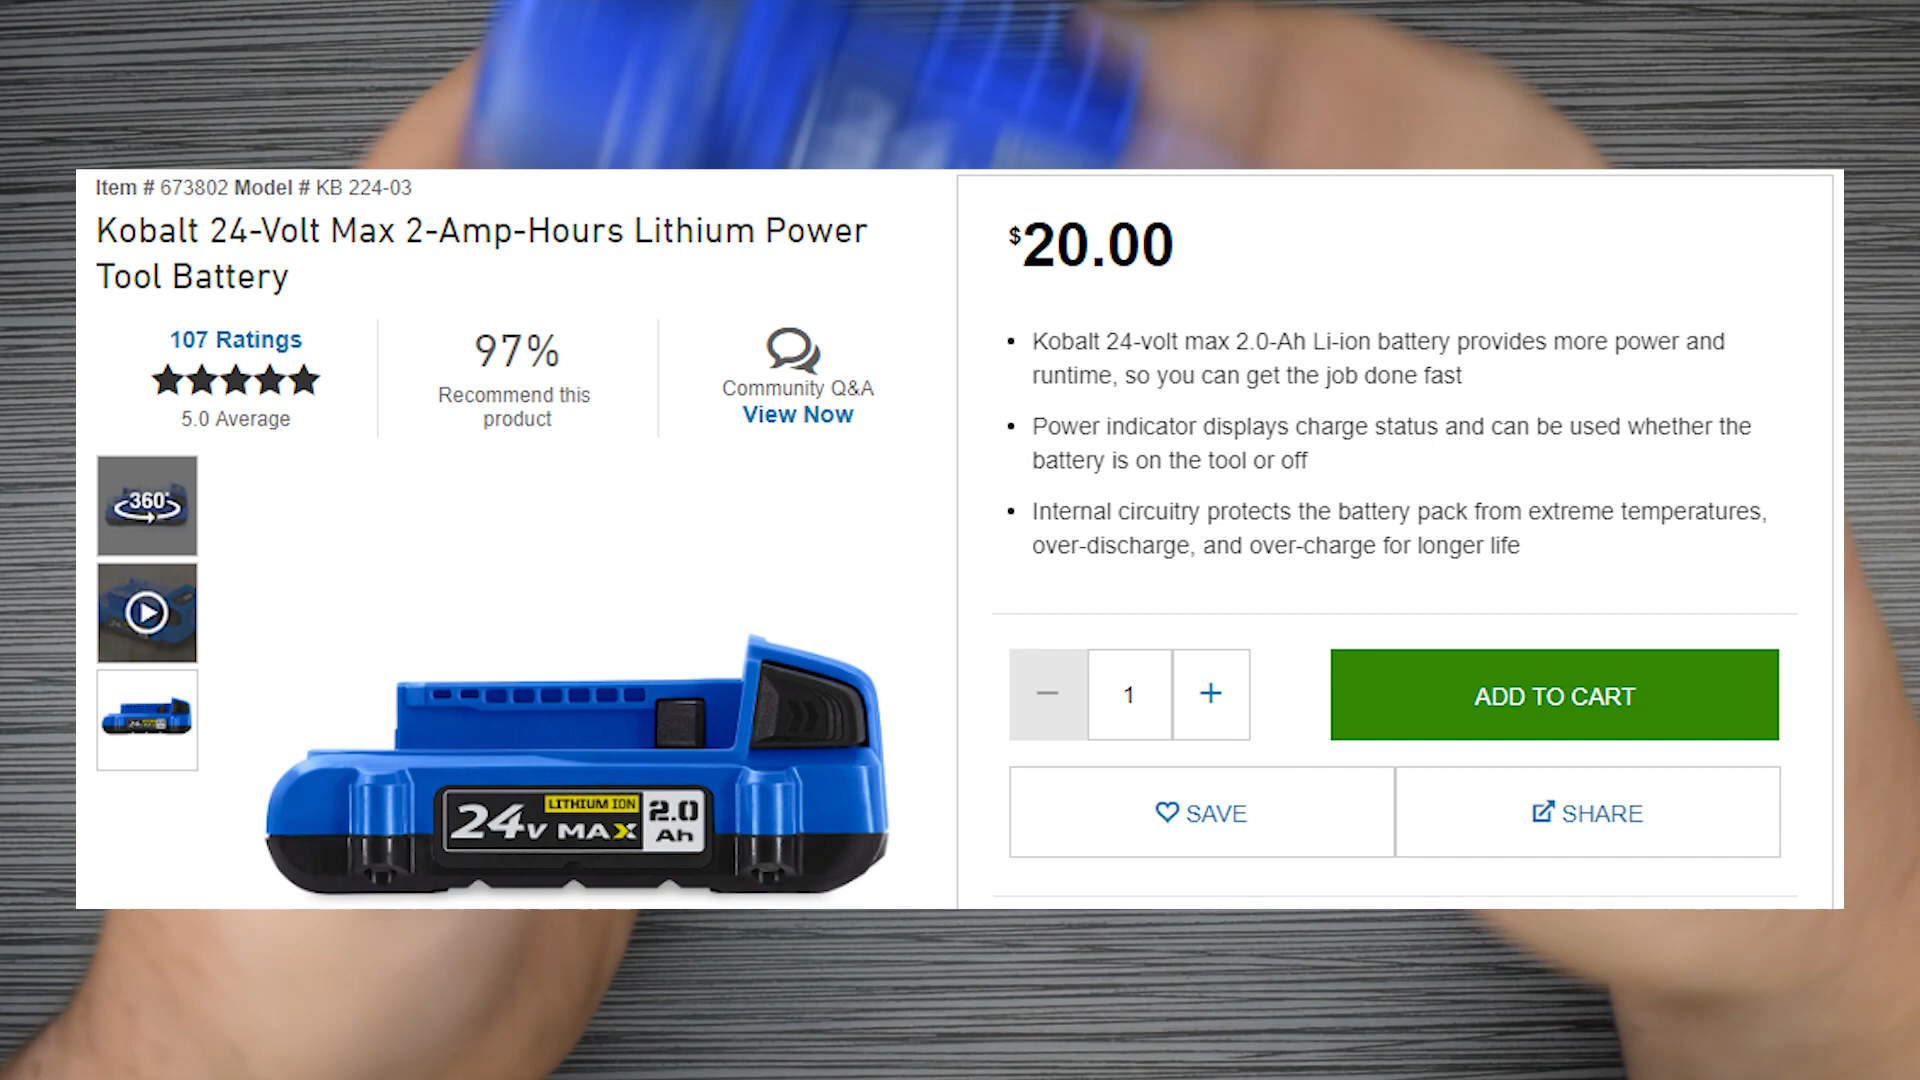 Item # 673802 Model # KB 224-03
Kobalt 24-Volt Max 2-Amp-Hours Lithium Power
Tool Battery
107 Ratings
5.0 Average
97%
Recommend this
product
Community Q&A
View Now
360°
24V MAX
LITHIUM ION
2.0
Ah
$20.00
Kobalt 24-volt max 2.0-Ah Li-ion battery provides more power and
runtime, so you can get the job done fast
Power indicator displays charge status and can be used whether the
battery is on the tool or off
Internal circuitry protects the battery pack from extreme temperatures,
over-discharge, and over-charge for longer life
− 1 +
ADD TO CART
SAVE
SHARE